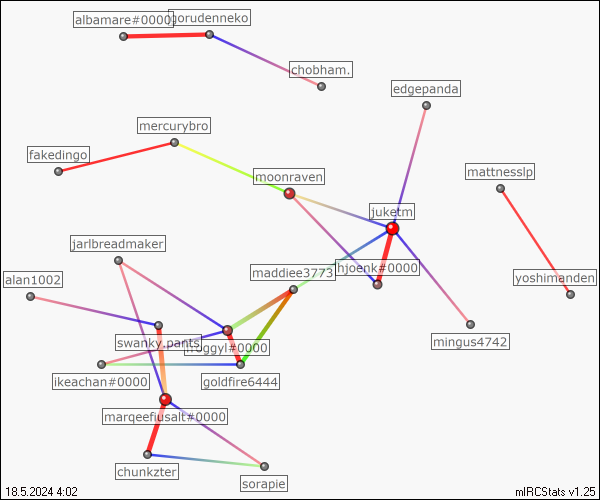 albamare#0000
gorudenneko
chobham.
edgepanda
mercurybro
fakedingo
moonraven
mattnesslp
juketm
jarlbreadmaker
hjoenk#0000
maddiee3773
alan1002
yoshimanden
swanky.pants
froggyl#0000
mingus4742
ikeachan#0000
goldfire6444
marqeefiusalt#0000
chunkzter
sorapie
18.5.2024 4:02
mIRCStats v1.25